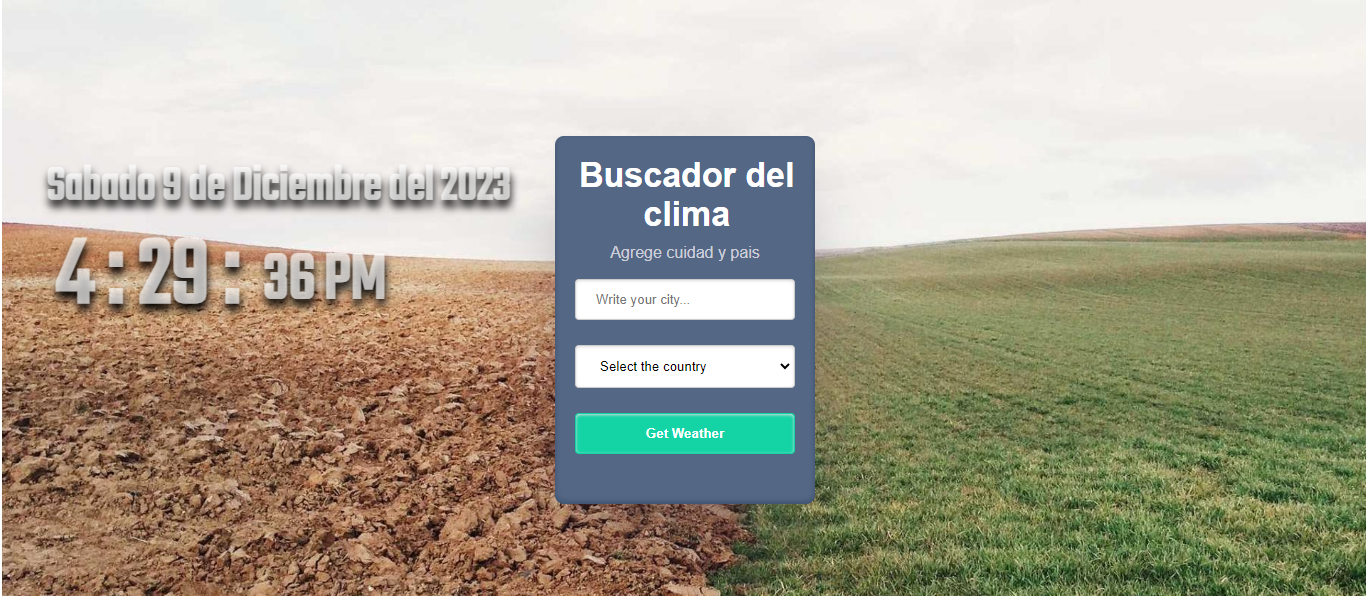 Sabado 9 de Diciembre del 2023
4 : 29 : 36 PM
Buscador del
clima
Agrege cuidad y pais
Write your city...
Select the country
Get Weather